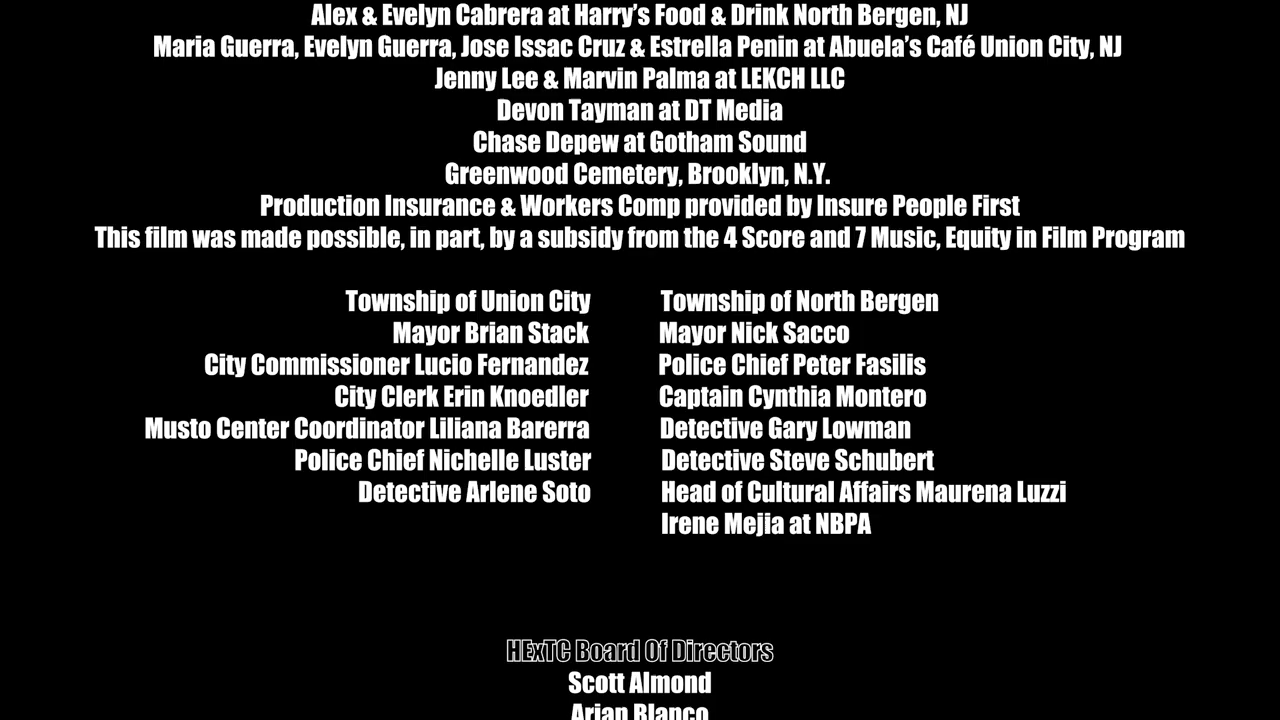 Alex & Evelyn Cabrera at Harry's Food & Drink North Bergen, NJ
Maria Guerra, Evelyn Guerra, Jose Issac Cruz & Estrella Penin at Abuela's Café Union City, NJ
Jenny Lee & Marvin Palma at LEKCH LLC
Devon Tayman at DT Media
Chase Depew at Gotham Sound
Greenwood Cemetery, Brooklyn, N.Y.
Production Insurance & Workers Comp provided by Insure People First
This film was made possible, in part, by a subsidy from the 4 Score and 7 Music, Equity in Film Program
Township of Union City
Mayor Brian Stack
City Commissioner Lucio Fernandez
City Clerk Erin Knoedler
Musto Center Coordinator Liliana Barerra
Police Chief Nichelle Luster
Detective Arlene Soto
Township of North Bergen
Mayor Nick Sacco
Police Chief Peter Fasilis
Captain Cynthia Montero
Detective Gary Lowman
Detective Steve Schubert
Head of Cultural Affairs Maurena Luzzi
Irene Mejia at NBPA
HExTC Board Of Directors
Scott Almond
Arian Blanco